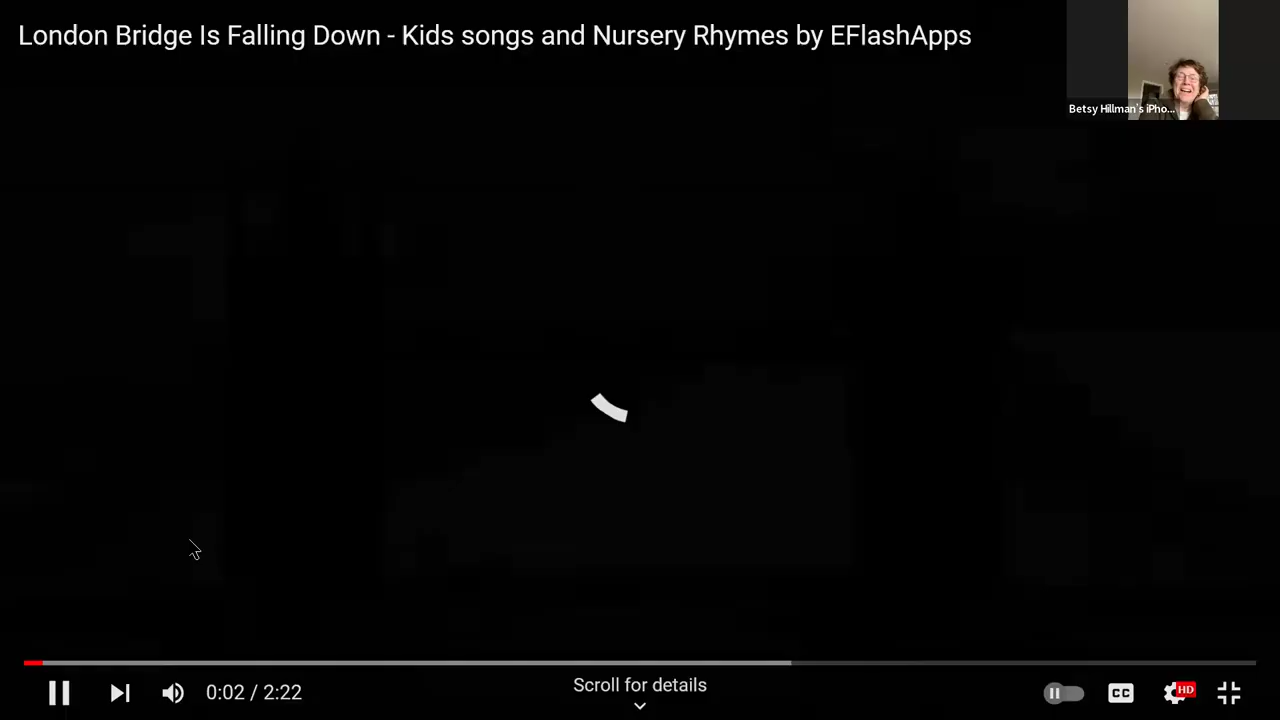 London Bridge Is Falling Down - Kids songs and Nursery Rhymes by EFlashApps
Betsy Hillman's iPho...
0:02 / 2:22
Scroll for details
CC
HD